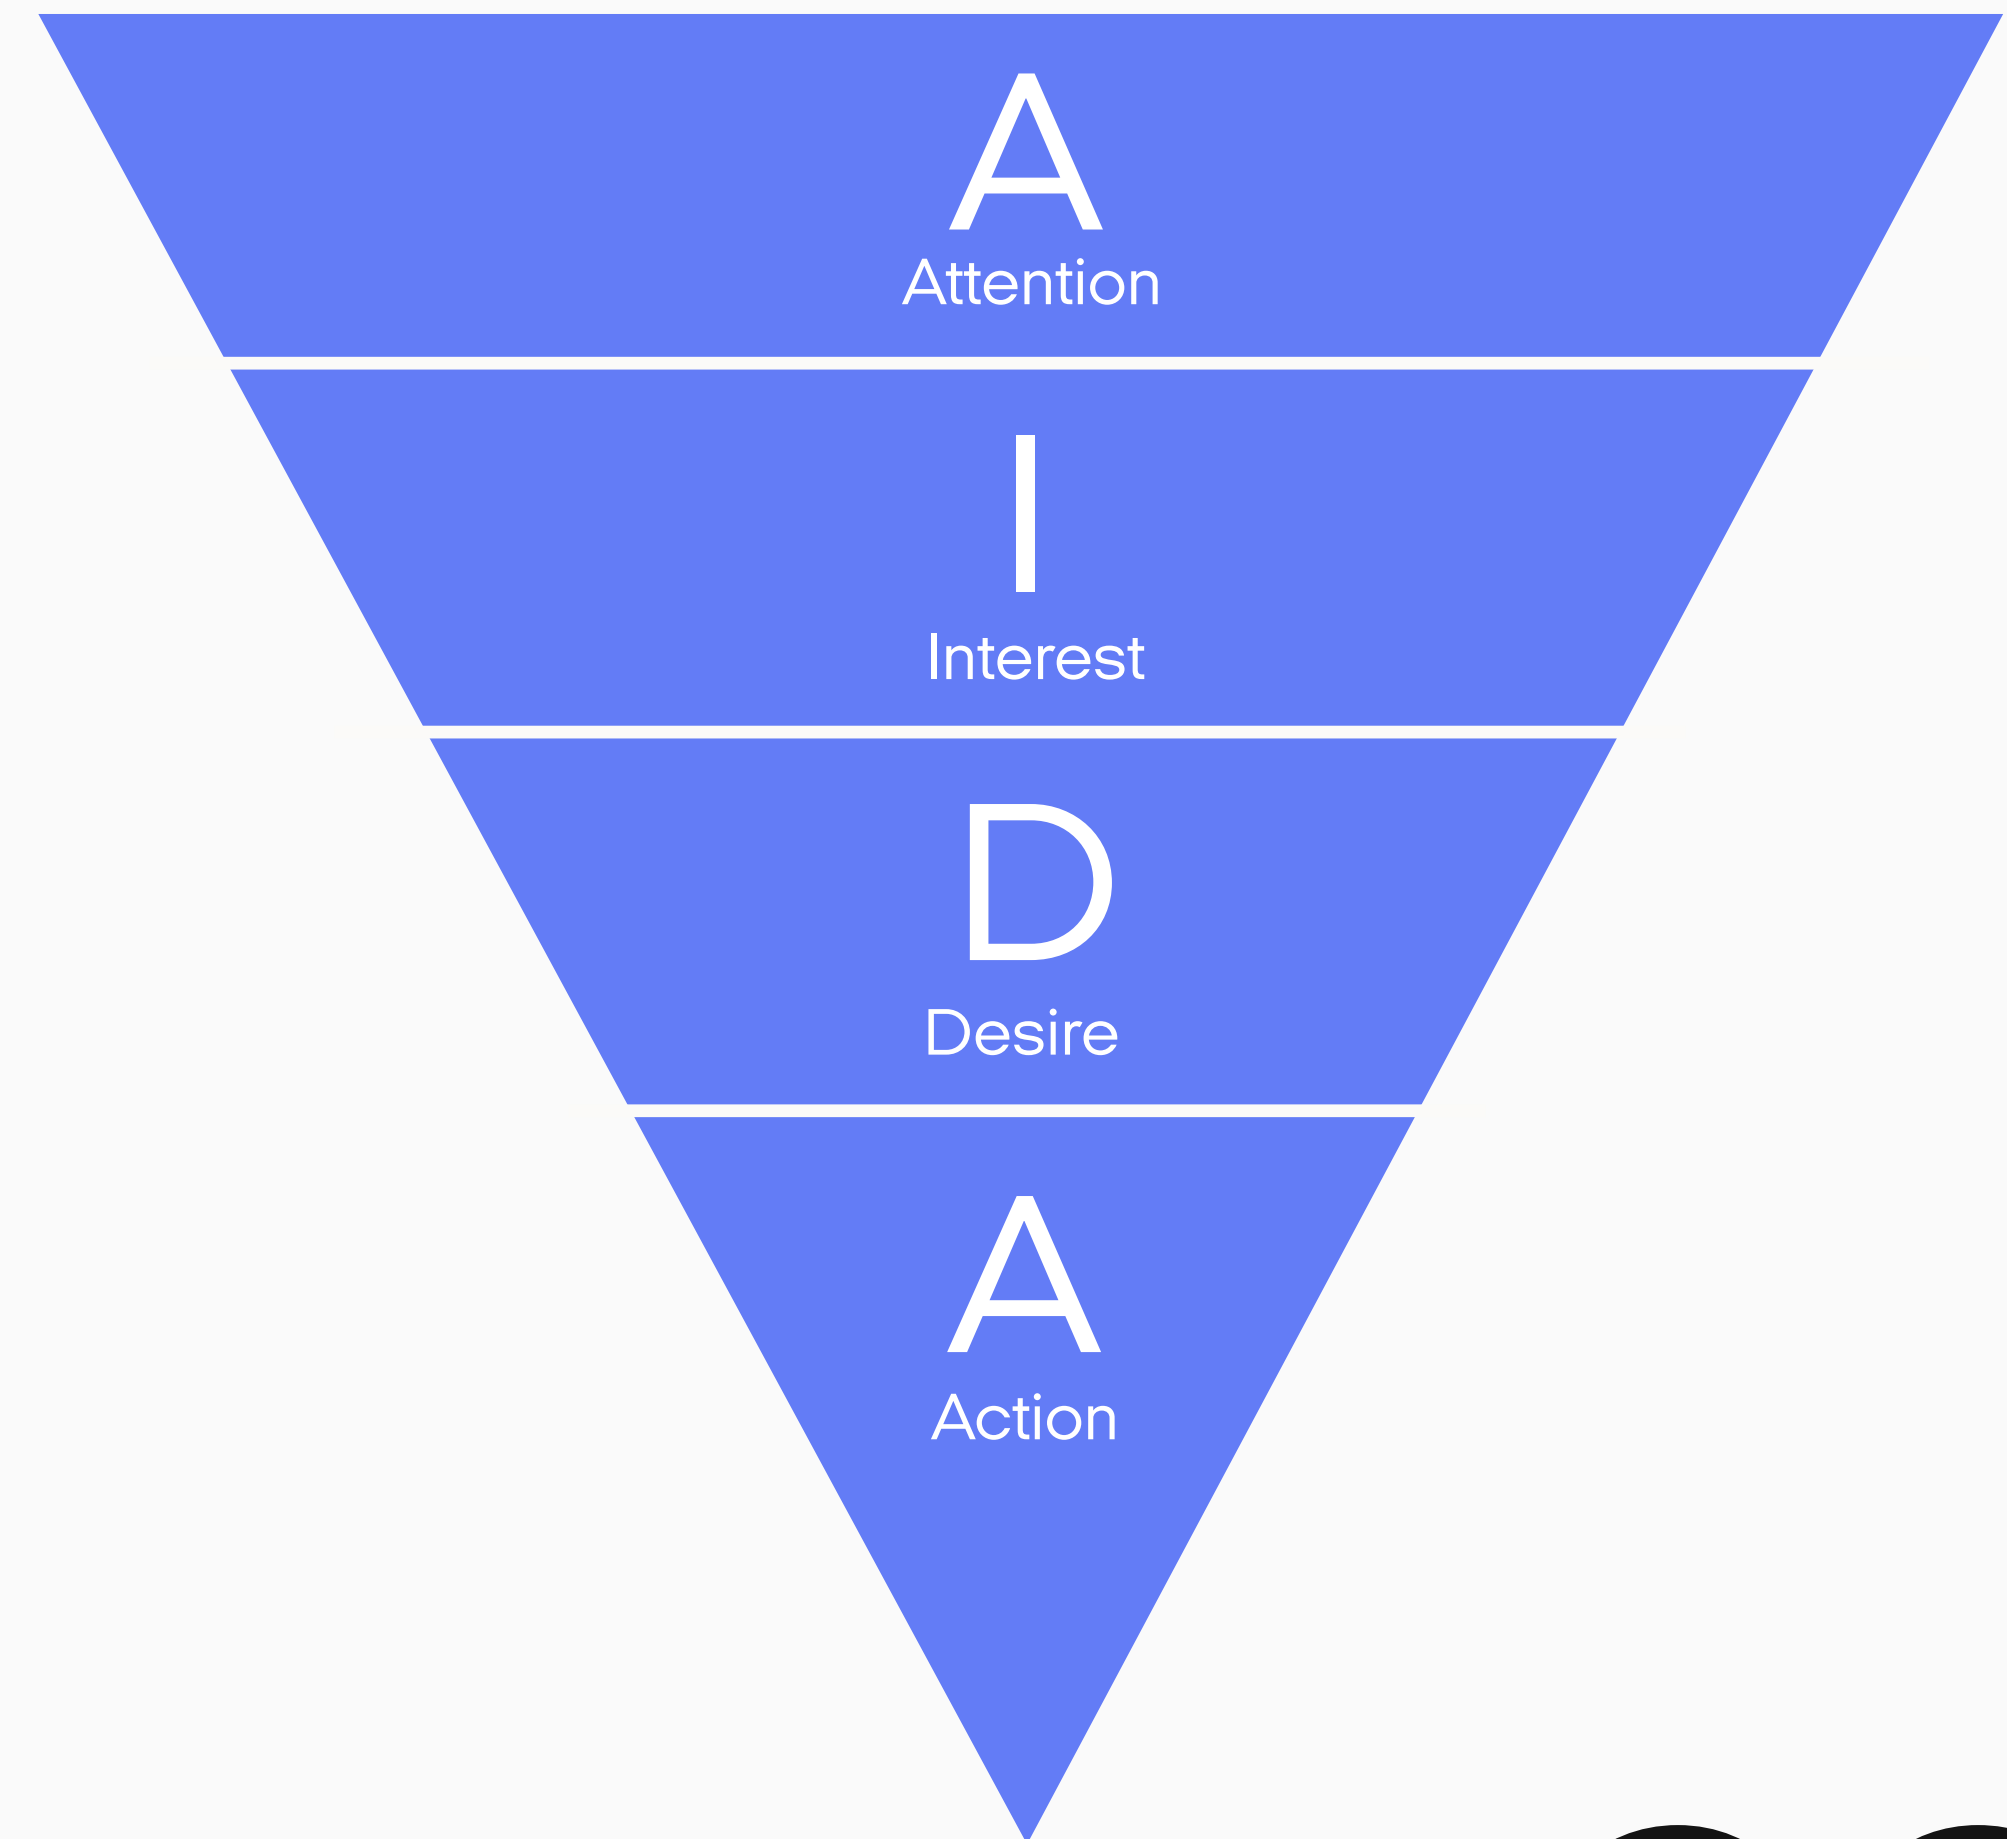 A
Attention
I
Interest
D
Desire
A
Action